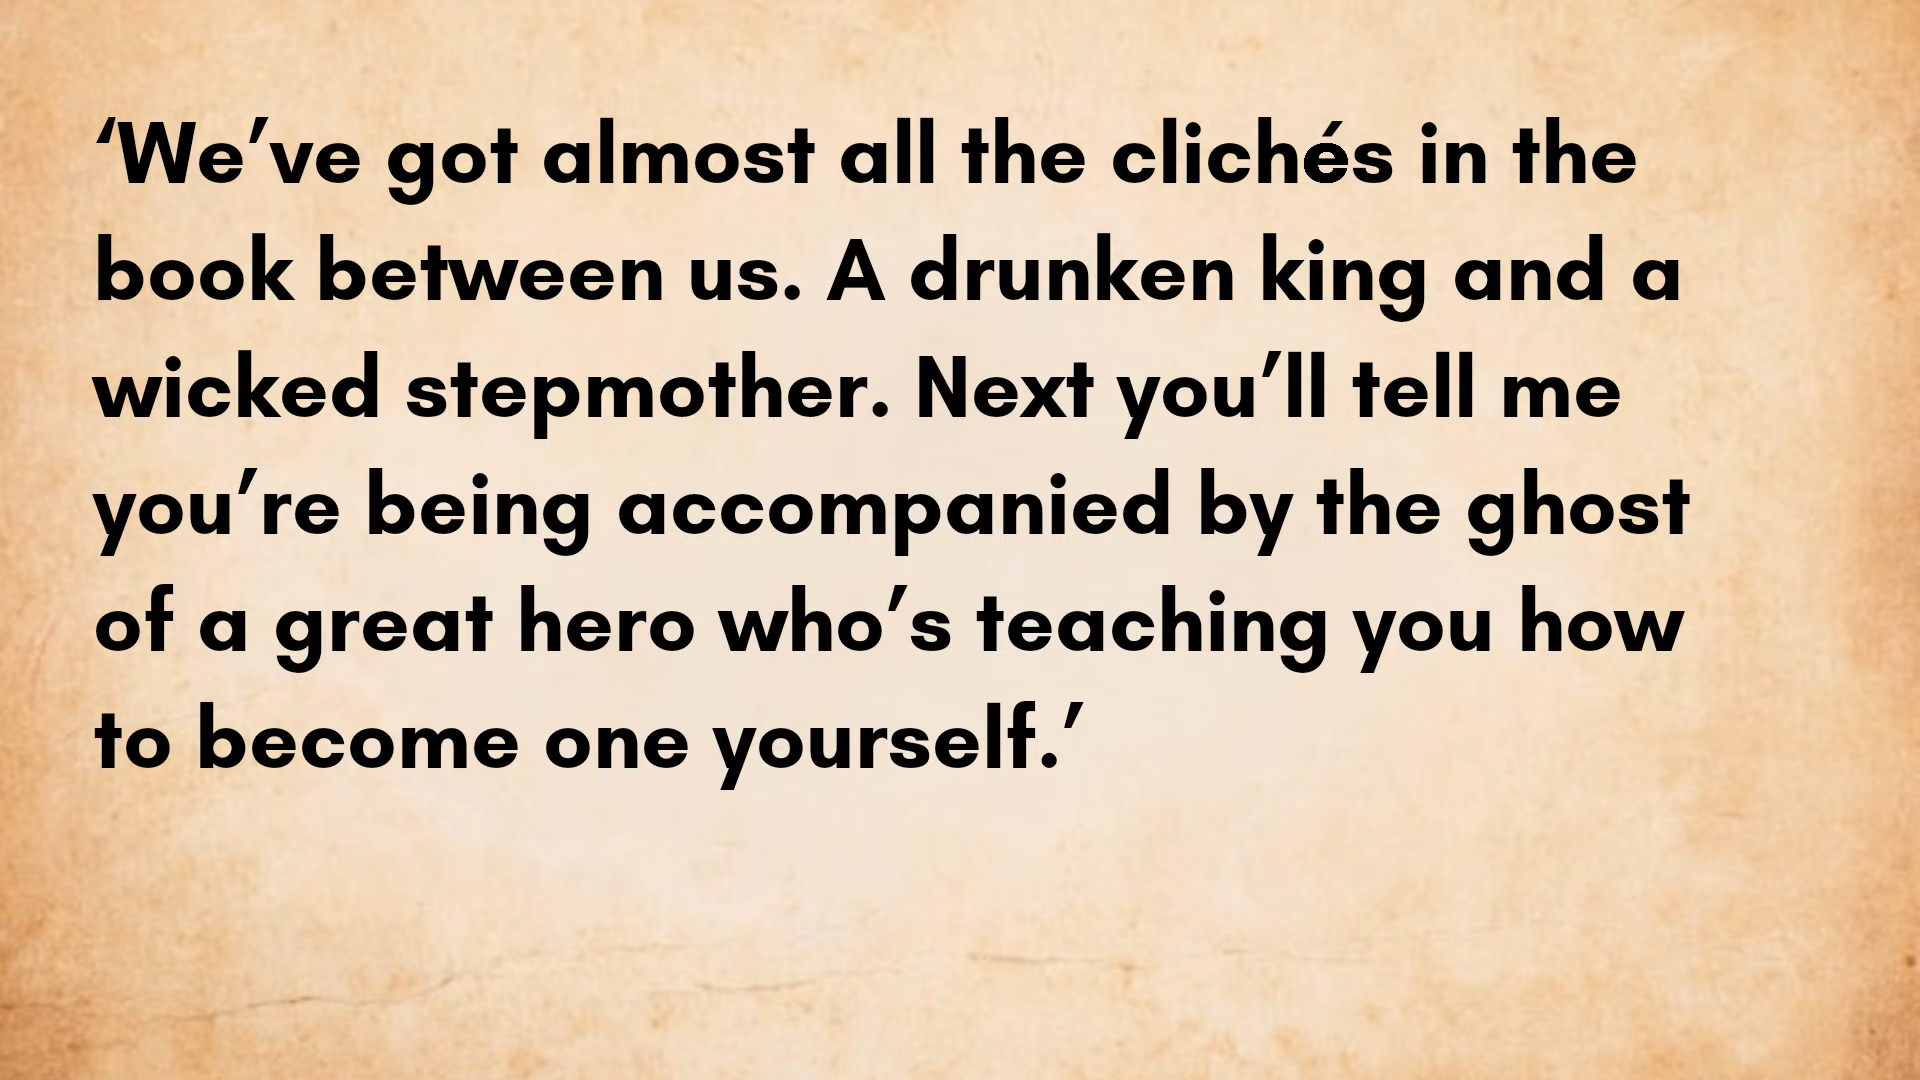 ‘We’ve got almost all the clichés in the
book between us. A drunken king and a
wicked stepmother. Next you’ll tell me
you’re being accompanied by the ghost
of a great hero who’s teaching you how
to become one yourself.’